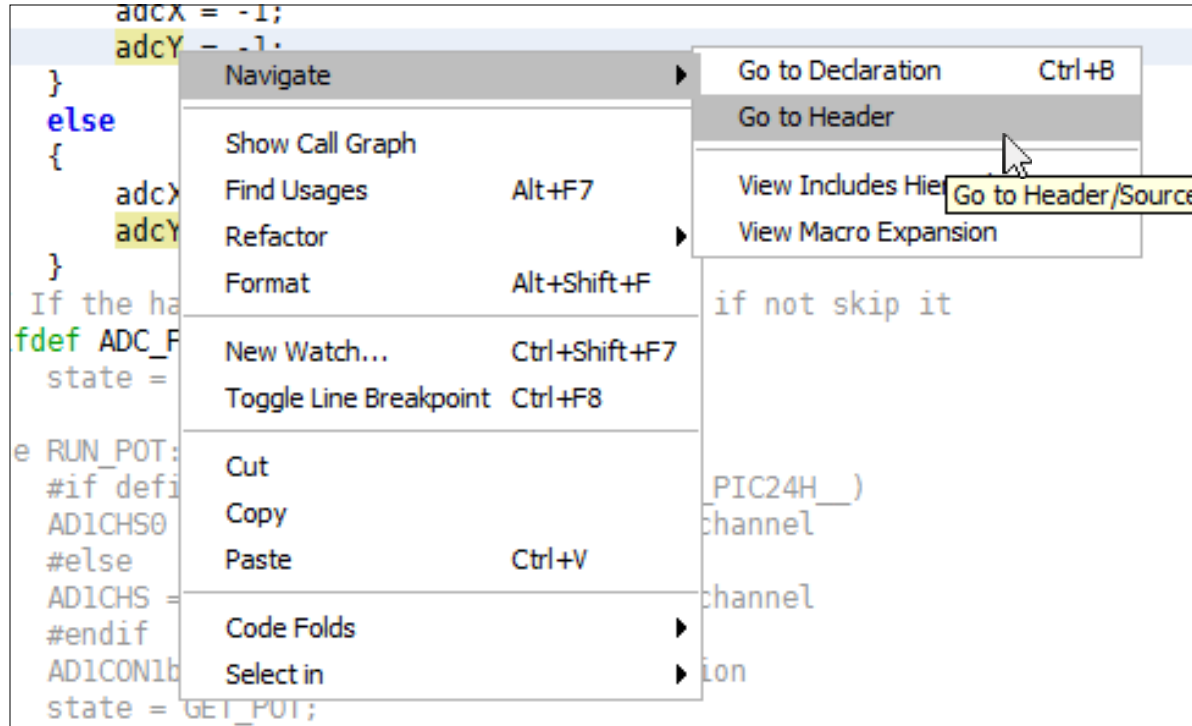 adcX = -1;
adcY = -1;
}
else
{
adcX
adcY
}
If the ha if not skip it
fdef ADC_F
state =
e RUN_POT:
#if defi _PIC24H__)
AD1CHS0 channel
#else
AD1CHS = channel
#endif
AD1CON1b ion
state = GET_POT;
Navigate
Show Call Graph
Find Usages Alt+F7
Refactor
Format Alt+Shift+F
New Watch... Ctrl+Shift+F7
Toggle Line Breakpoint Ctrl+F8
Cut
Copy
Paste Ctrl+V
Code Folds
Select in
Go to Declaration Ctrl+B
Go to Header
View Includes Hie
View Macro Expansion
Go to Header/Source